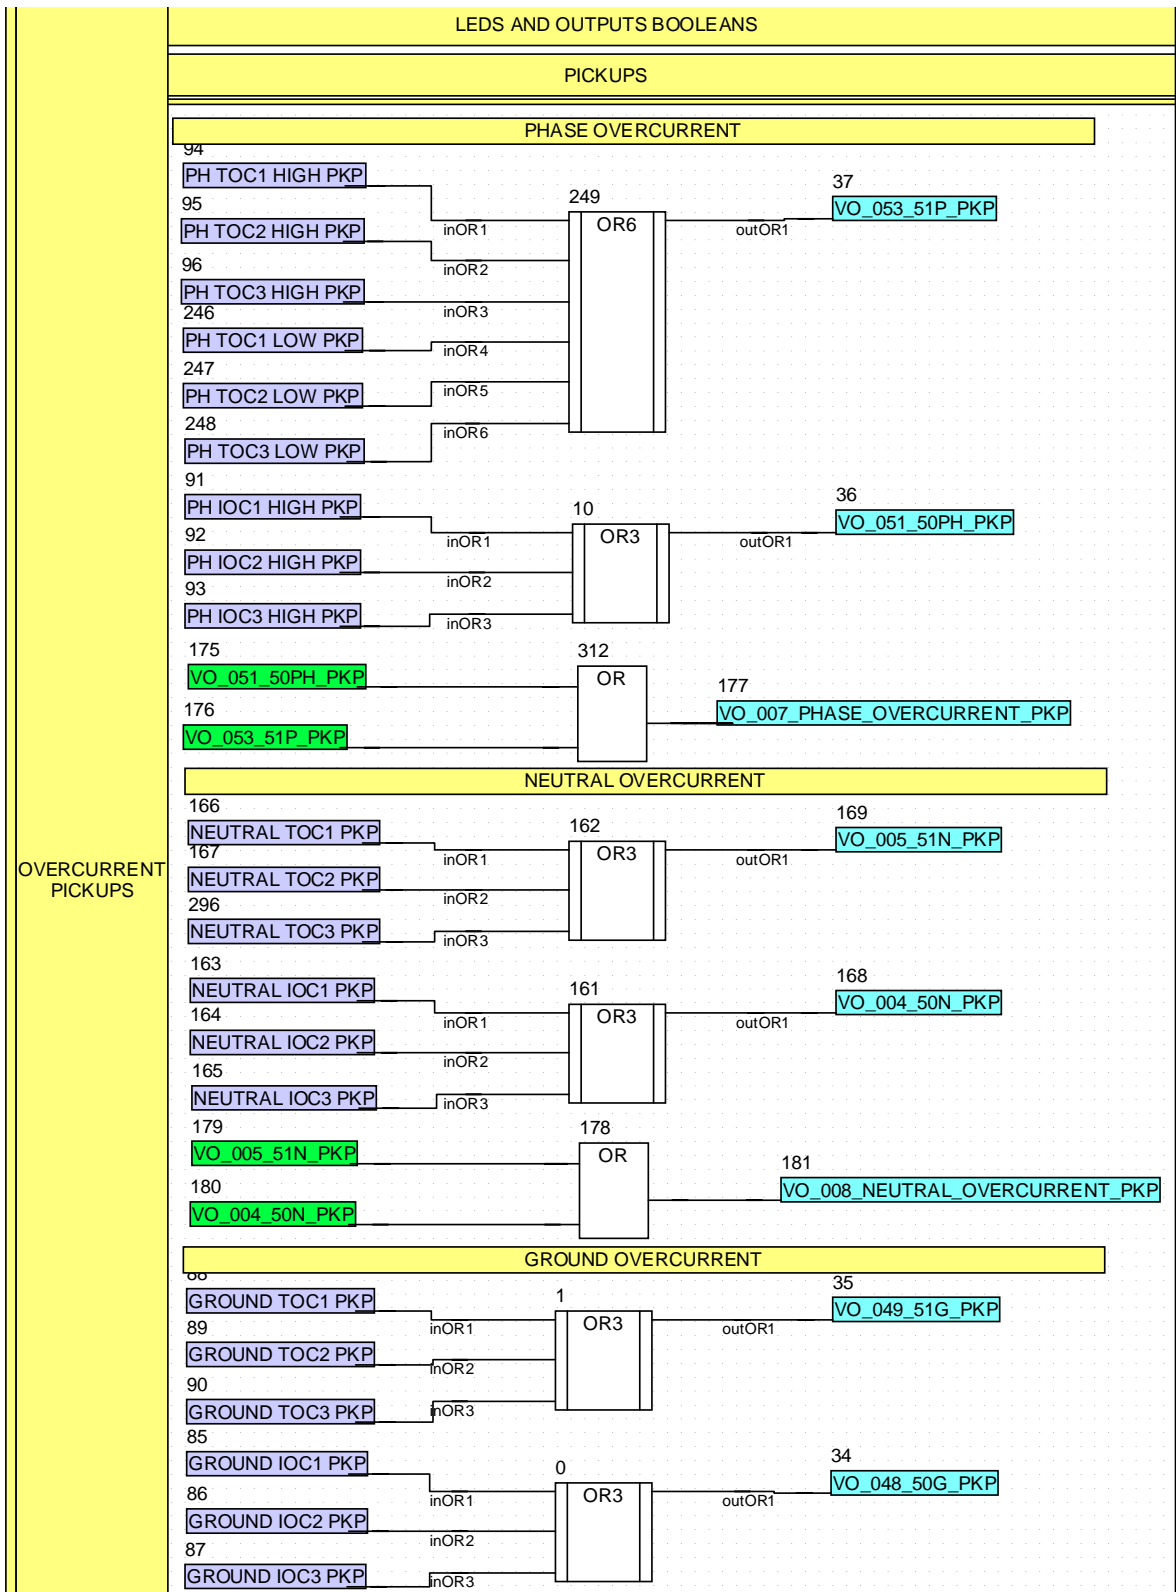 LEDS AND OUTPUTS BOOLEANS
PICKUPS
OVERCURRENT
PICKUPS
PHASE OVERCURRENT
94
PH TOC1 HIGH PKP
95
PH TOC2 HIGH PKP
96
PH TOC3 HIGH PKP
246
PH TOC1 LOW PKP
247
PH TOC2 LOW PKP
248
PH TOC3 LOW PKP
inOR1
inOR2
inOR3
inOR4
inOR5
inOR6
249
OR6
outOR1
37
VO_053_51P_PKP
91
PH IOC1 HIGH PKP
92
PH IOC2 HIGH PKP
93
PH IOC3 HIGH PKP
inOR1
inOR2
inOR3
10
OR3
outOR1
36
VO_051_50PH_PKP
175
VO_051_50PH_PKP
176
VO_053_51P_PKP
312
OR
177
VO_007_PHASE_OVERCURRENT_PKP
NEUTRAL OVERCURRENT
166
NEUTRAL TOC1 PKP
167
NEUTRAL TOC2 PKP
296
NEUTRAL TOC3 PKP
inOR1
inOR2
inOR3
162
OR3
outOR1
169
VO_005_51N_PKP
163
NEUTRAL IOC1 PKP
164
NEUTRAL IOC2 PKP
165
NEUTRAL IOC3 PKP
inOR1
inOR2
inOR3
161
OR3
outOR1
168
VO_004_50N_PKP
179
VO_005_51N_PKP
180
VO_004_50N_PKP
178
OR
181
VO_008_NEUTRAL_OVERCURRENT_PKP
GROUND OVERCURRENT
88
GROUND TOC1 PKP
89
GROUND TOC2 PKP
90
GROUND TOC3 PKP
inOR1
inOR2
inOR3
1
OR3
outOR1
35
VO_049_51G_PKP
85
GROUND IOC1 PKP
86
GROUND IOC2 PKP
87
GROUND IOC3 PKP
inOR1
inOR2
inOR3
0
OR3
outOR1
34
VO_048_50G_PKP